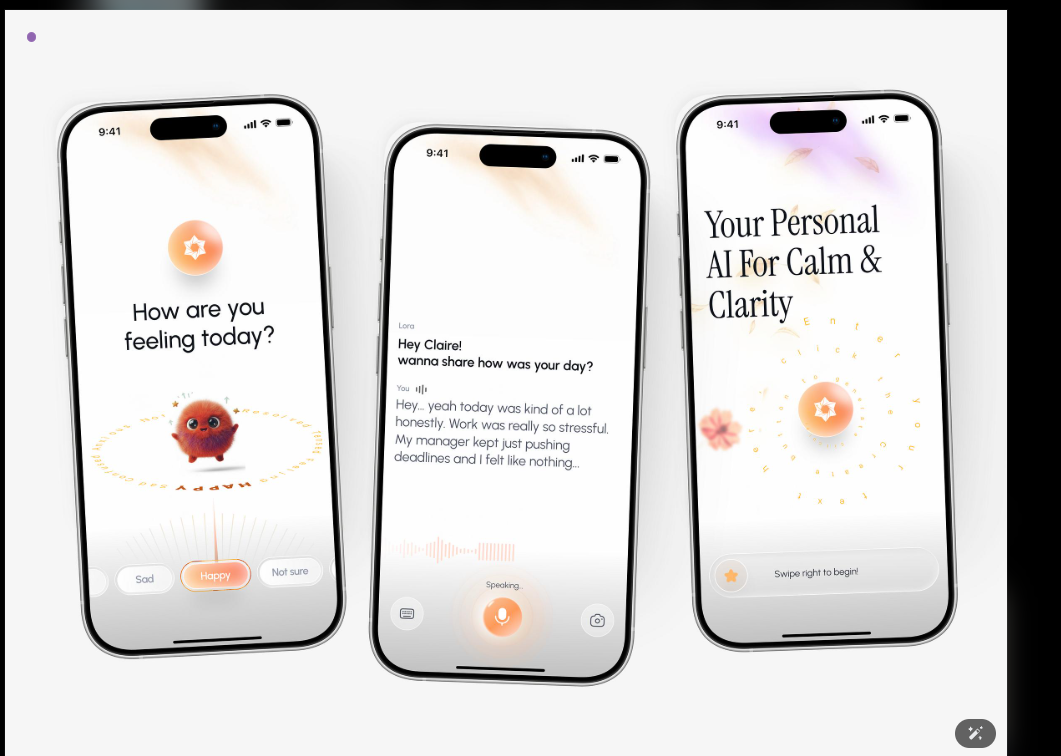 9:41
How are you
feeling today?
HAPPY
Sad
Happy
Not sure
9:41
Lora
Hey Claire!
wanna share how was your day?
You
Hey... yeah today was kind of a lot
honestly. Work was really so stressful.
My manager kept just pushing
deadlines and I felt like nothing...
Speaking..
9:41
Your Personal
AI For Calm &
Clarity
Swipe right to begin!